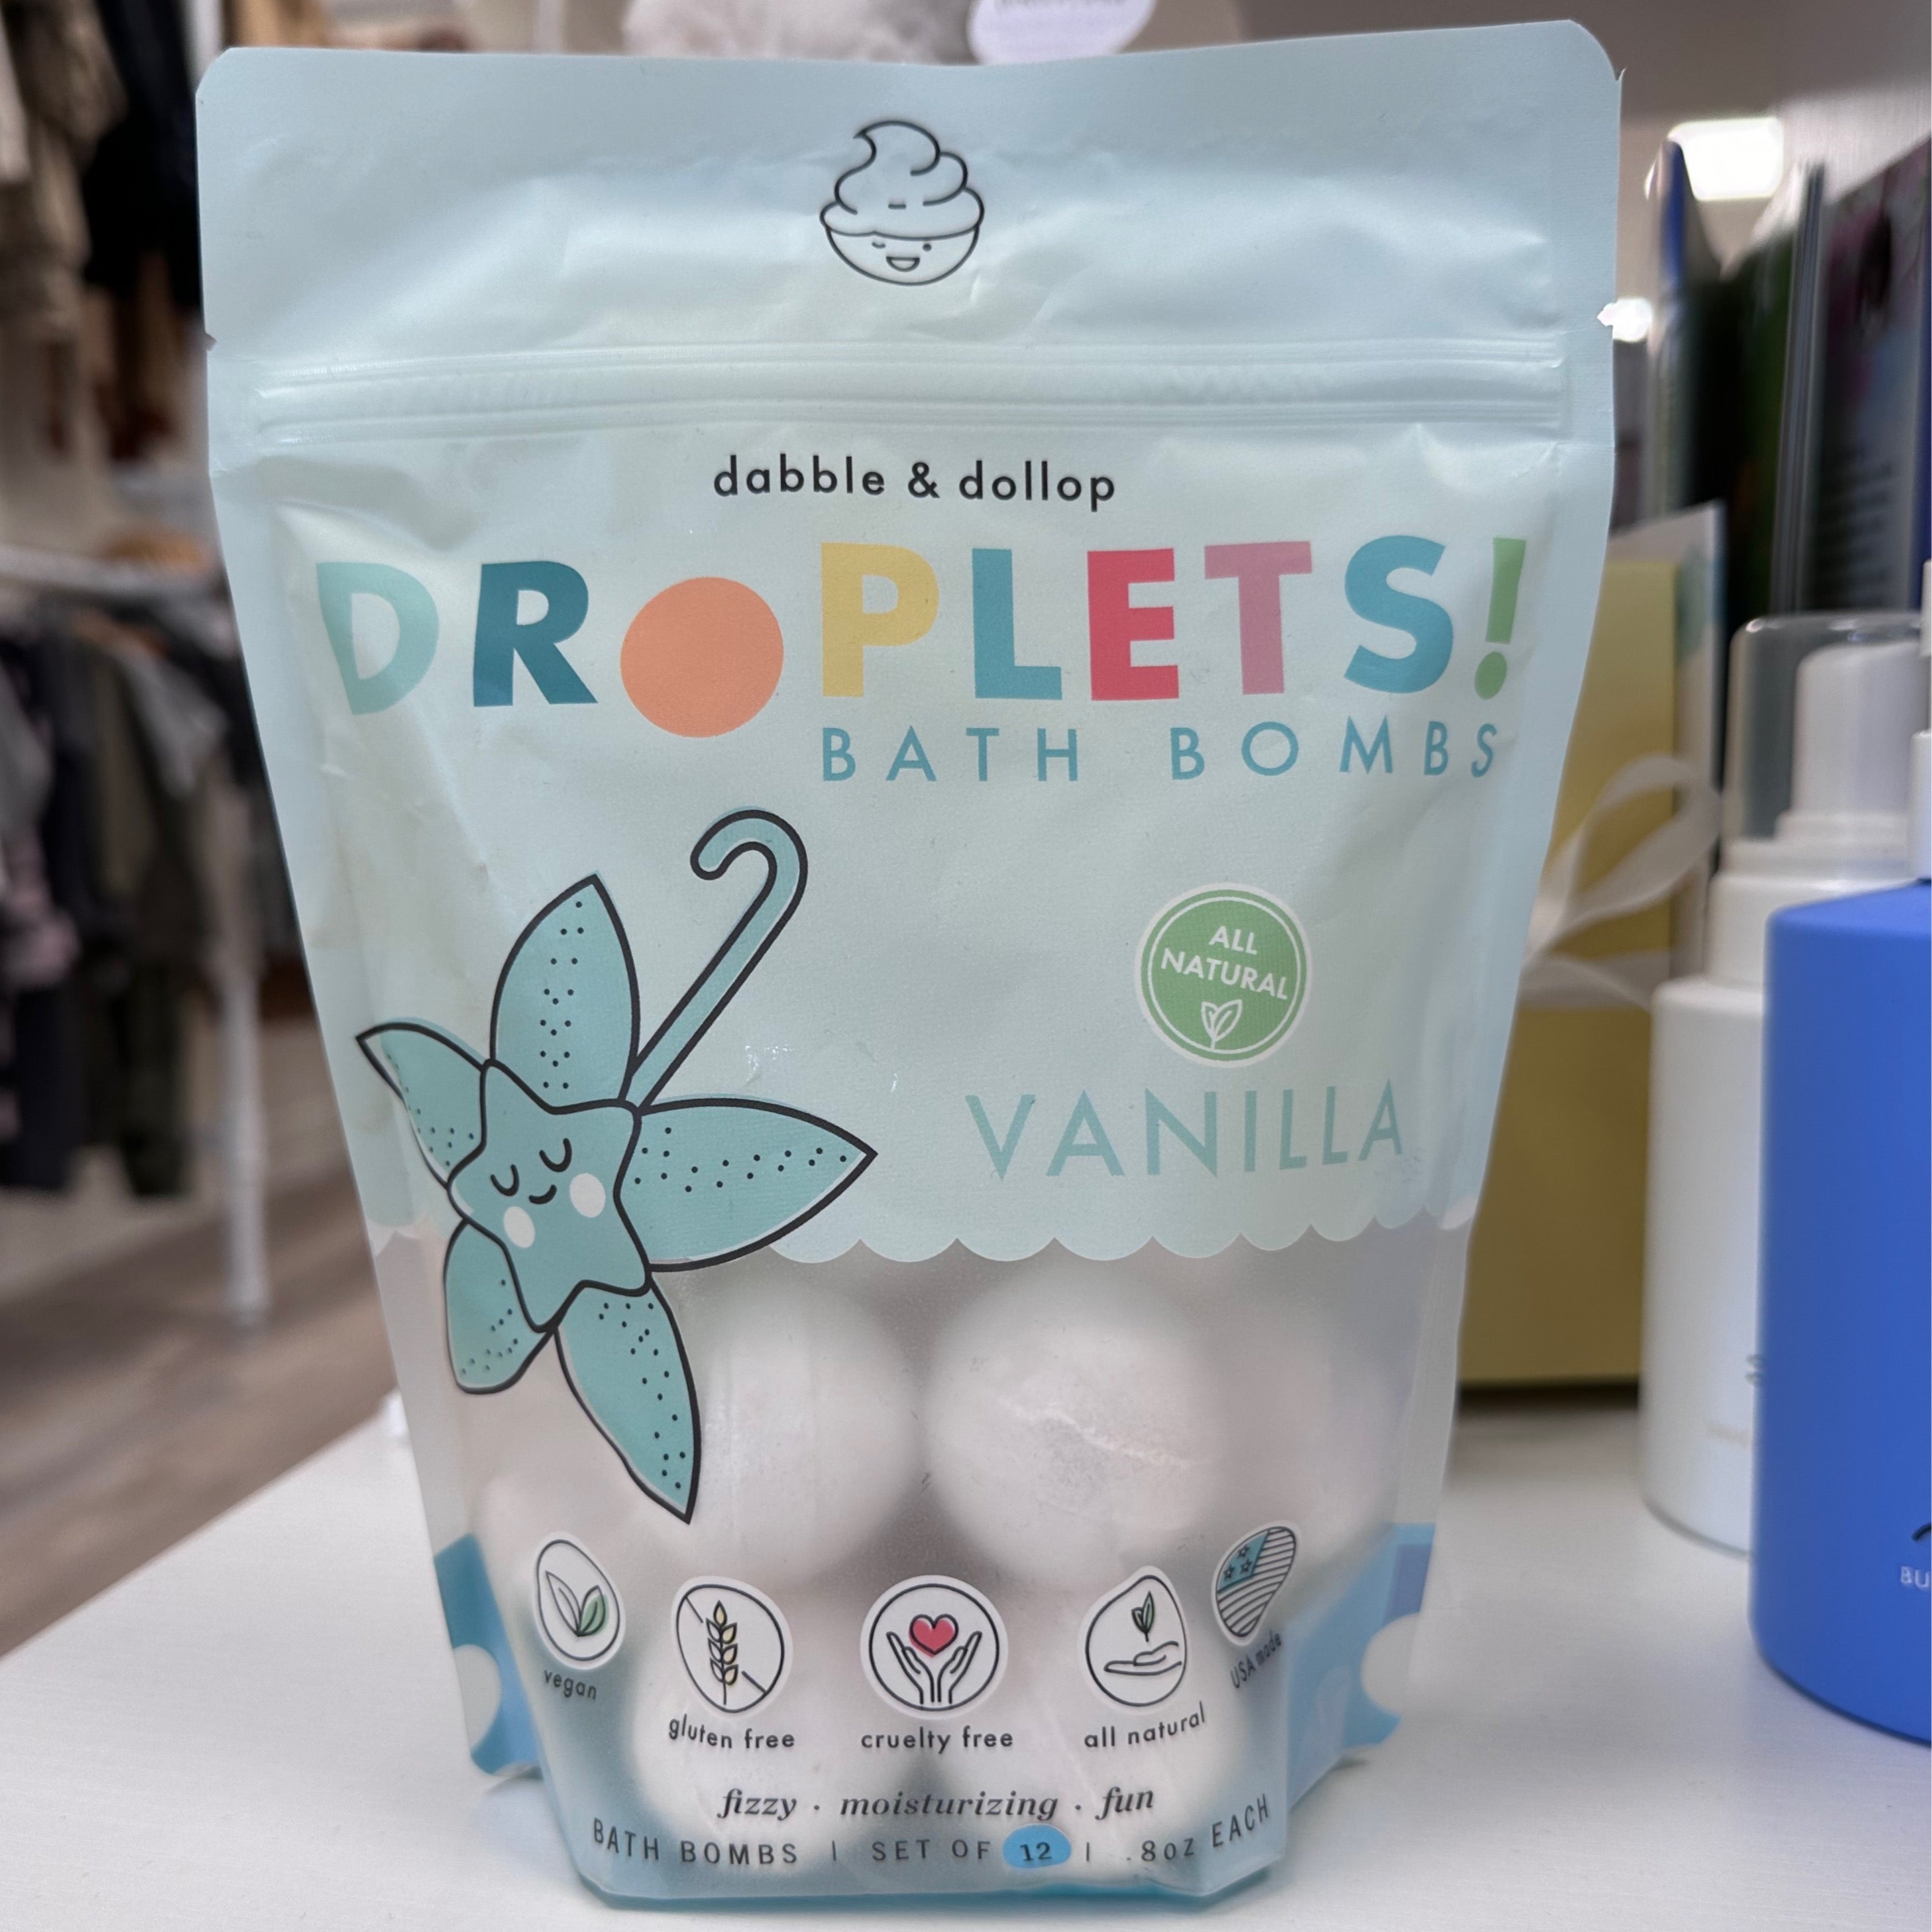 dabble & dollop
DROPLETS!
BATH BOMBS
ALL
NATURAL
VANILLA
vegan
gluten free
cruelty free
all natural
USA made
fizzy · moisturizing · fun
BATH BOMBS | SET OF 12 | .8oz EACH
BU